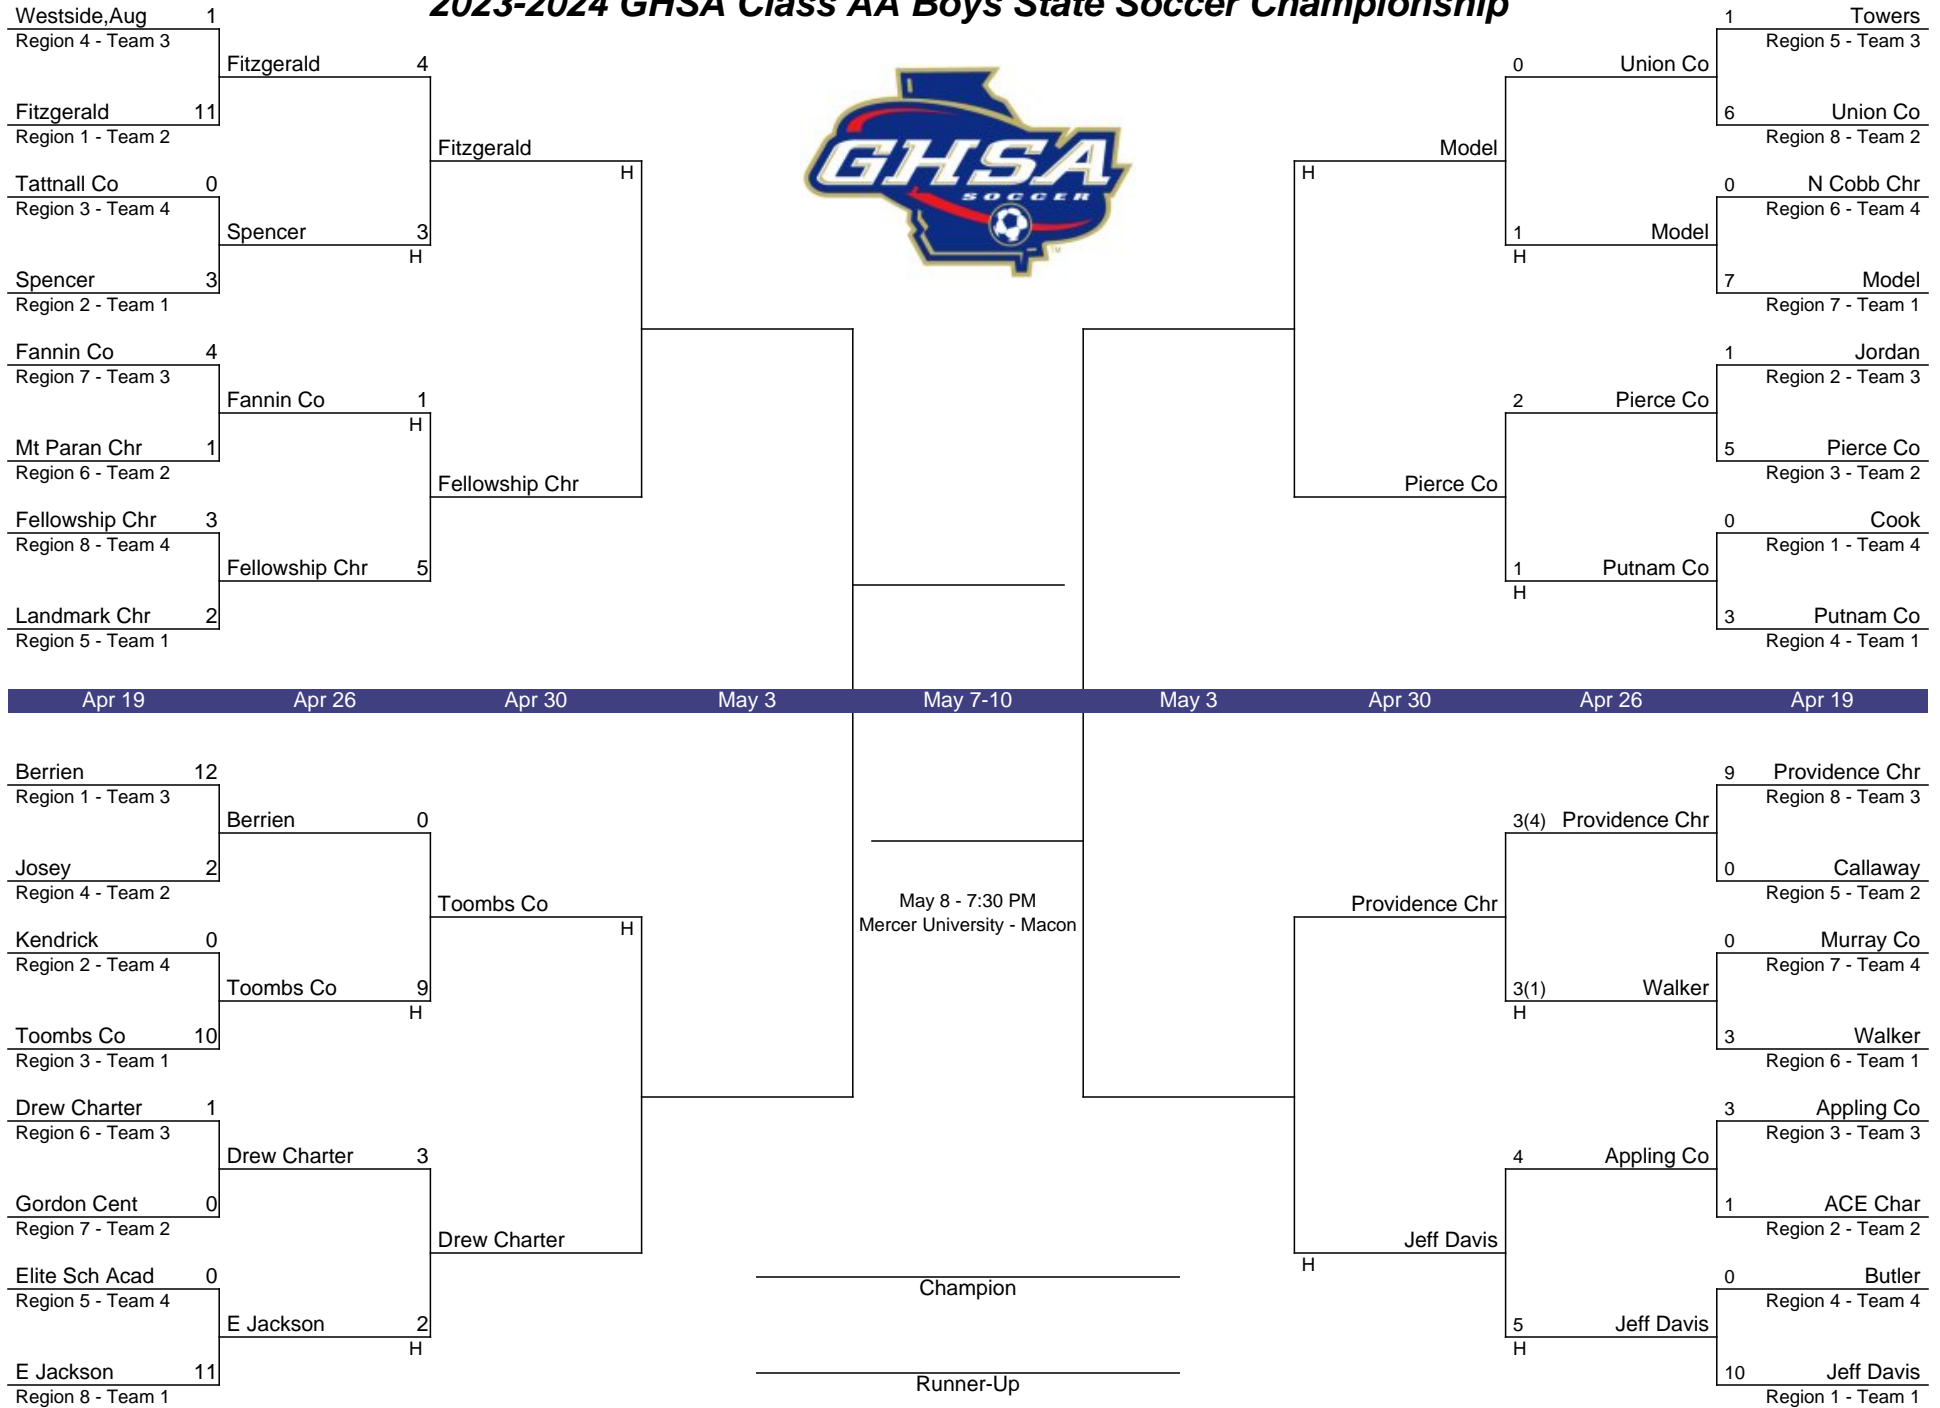 2023-2024 GHSA Class AA Boys State Soccer Championship
Westside,Aug 1
Region 4 - Team 3
Fitzgerald 4
Fitzgerald 11
Region 1 - Team 2
Fitzgerald
H
Tattnall Co 0
Region 3 - Team 4
Spencer 3
H
Spencer 3
Region 2 - Team 1
Fannin Co 4
Region 7 - Team 3
Fannin Co 1
H
Mt Paran Chr 1
Region 6 - Team 2
Fellowship Chr
Fellowship Chr 3
Region 8 - Team 4
Fellowship Chr 5
Landmark Chr 2
Region 5 - Team 1
GHSA
SOCCER
TM
1 Towers
Region 5 - Team 3
0 Union Co
6 Union Co
Region 8 - Team 2
Model
H
0 N Cobb Chr
Region 6 - Team 4
1 Model
H
7 Model
Region 7 - Team 1
1 Jordan
Region 2 - Team 3
2 Pierce Co
5 Pierce Co
Region 3 - Team 2
Pierce Co
0 Cook
Region 1 - Team 4
1 Putnam Co
H
3 Putnam Co
Region 4 - Team 1
Apr 19 Apr 26 Apr 30 May 3 May 7-10 May 3 Apr 30 Apr 26 Apr 19
Berrien 12
Region 1 - Team 3
Berrien 0
Josey 2
Region 4 - Team 2
Toombs Co
H
Kendrick 0
Region 2 - Team 4
Toombs Co 9
H
Toombs Co 10
Region 3 - Team 1
Drew Charter 1
Region 6 - Team 3
Drew Charter 3
Gordon Cent 0
Region 7 - Team 2
Drew Charter
Elite Sch Acad 0
Region 5 - Team 4
E Jackson 2
H
E Jackson 11
Region 8 - Team 1
May 8 - 7:30 PM
Mercer University - Macon
Champion
Runner-Up
9 Providence Chr
Region 8 - Team 3
3(4) Providence Chr
0 Callaway
Region 5 - Team 2
Providence Chr
0 Murray Co
Region 7 - Team 4
3(1) Walker
H
3 Walker
Region 6 - Team 1
3 Appling Co
Region 3 - Team 3
4 Appling Co
1 ACE Char
Region 2 - Team 2
Jeff Davis
H
0 Butler
Region 4 - Team 4
5 Jeff Davis
H
10 Jeff Davis
Region 1 - Team 1